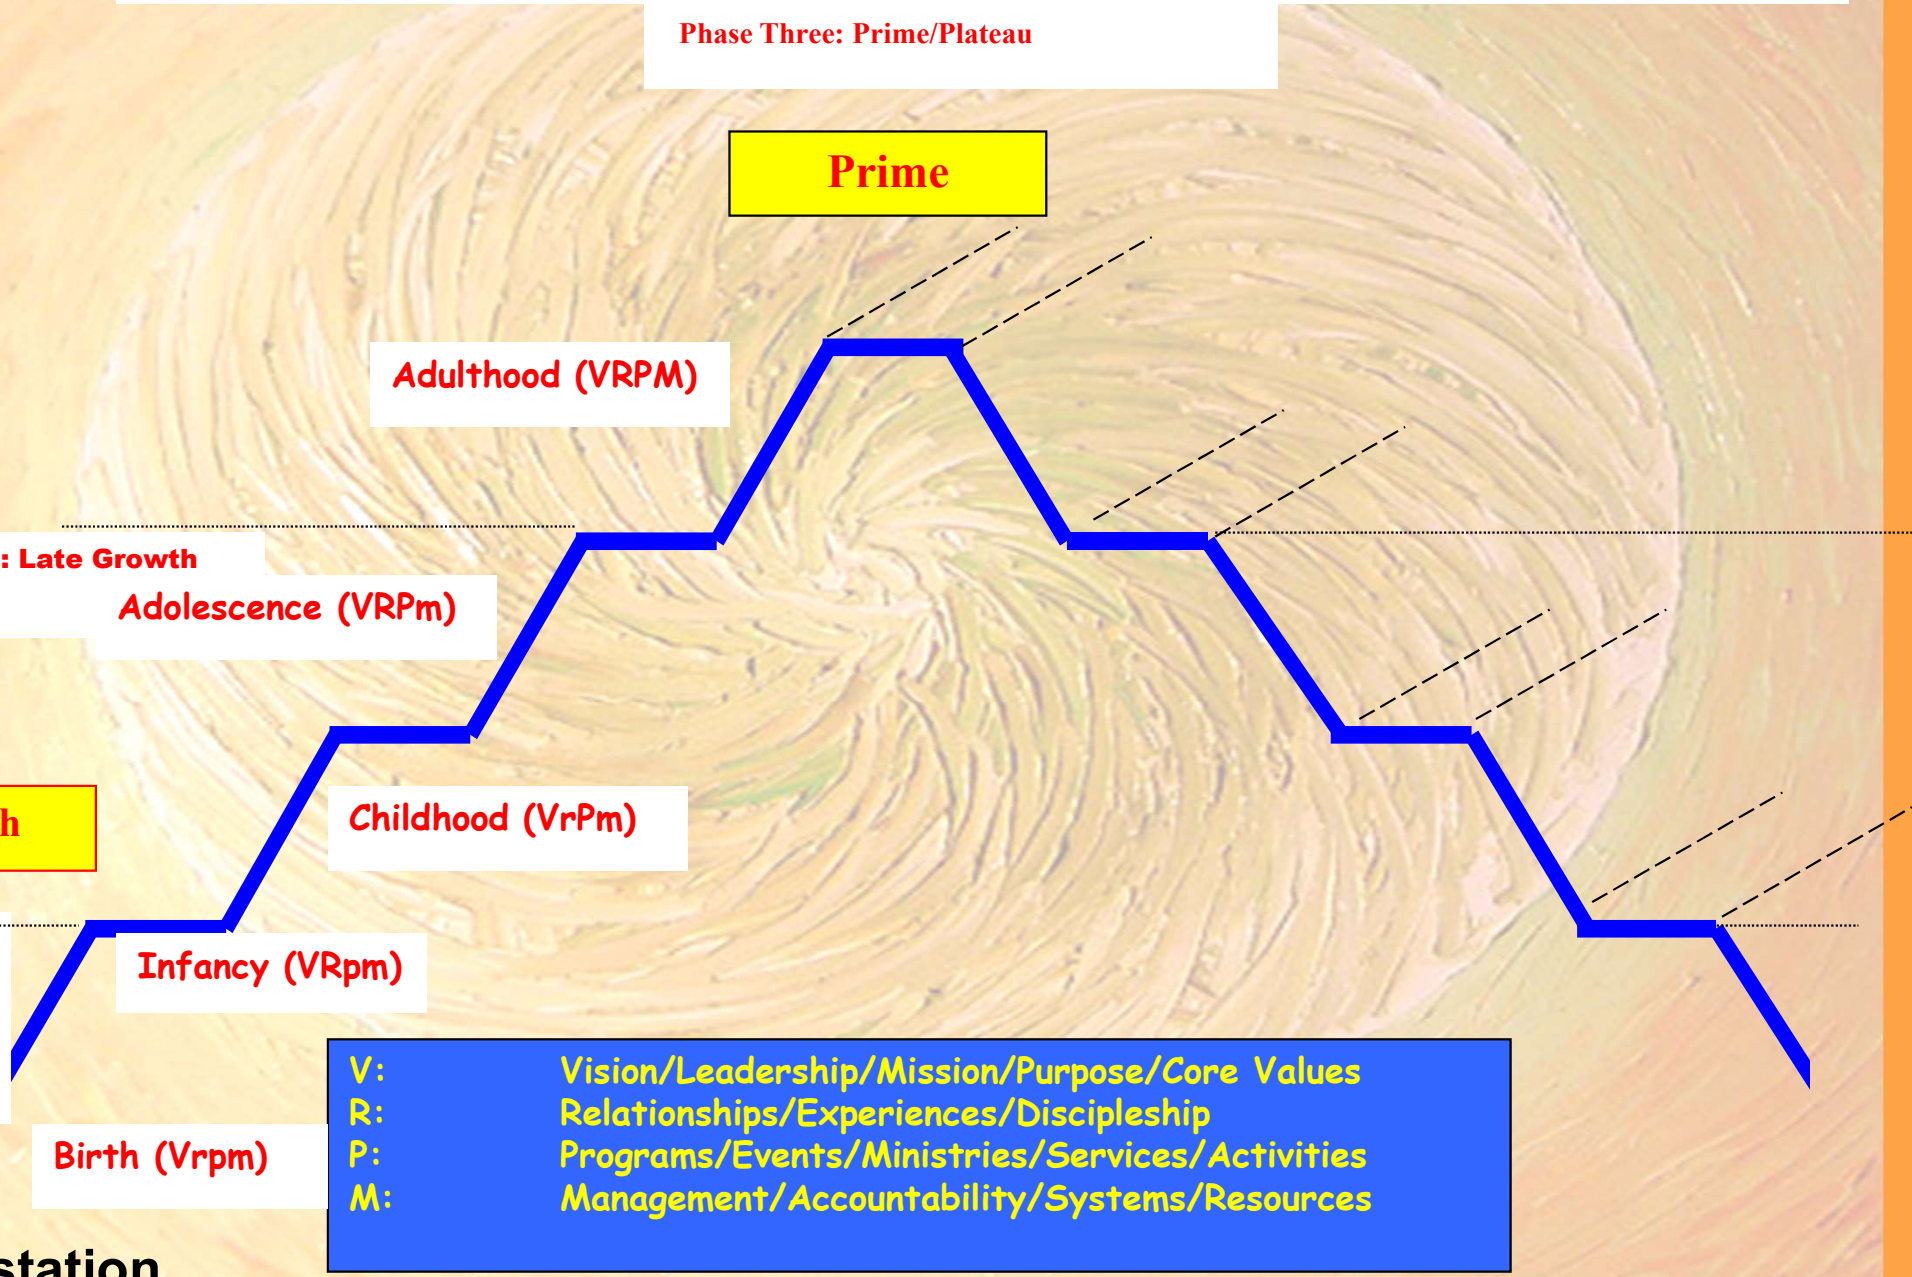 Phase Three: Prime/Plateau
Prime
Adulthood (VRPM)
: Late Growth
Adolescence (VRPm)
Childhood (VrPm)
h
Infancy (VRpm)
V: Vision/Leadership/Mission/Purpose/Core Values
R: Relationships/Experiences/Discipleship
P: Programs/Events/Ministries/Services/Activities
M: Management/Accountability/Systems/Resources
Birth (Vrpm)
station